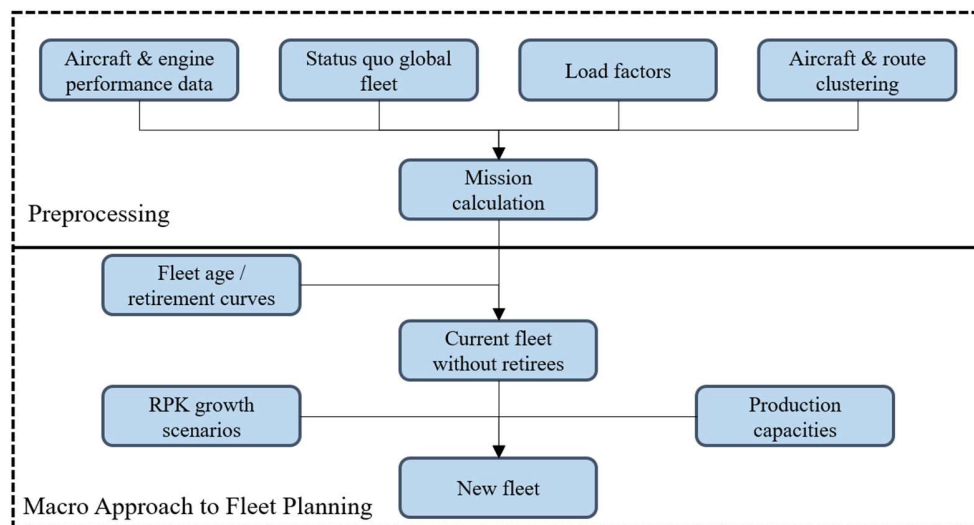 Aircraft & engine
performance data
Status quo global
fleet
Load factors
Aircraft & route
clustering
Mission
calculation
Preprocessing
Fleet age /
retirement curves
Current fleet
without retirees
RPK growth
scenarios
Production
capacities
New fleet
Macro Approach to Fleet Planning